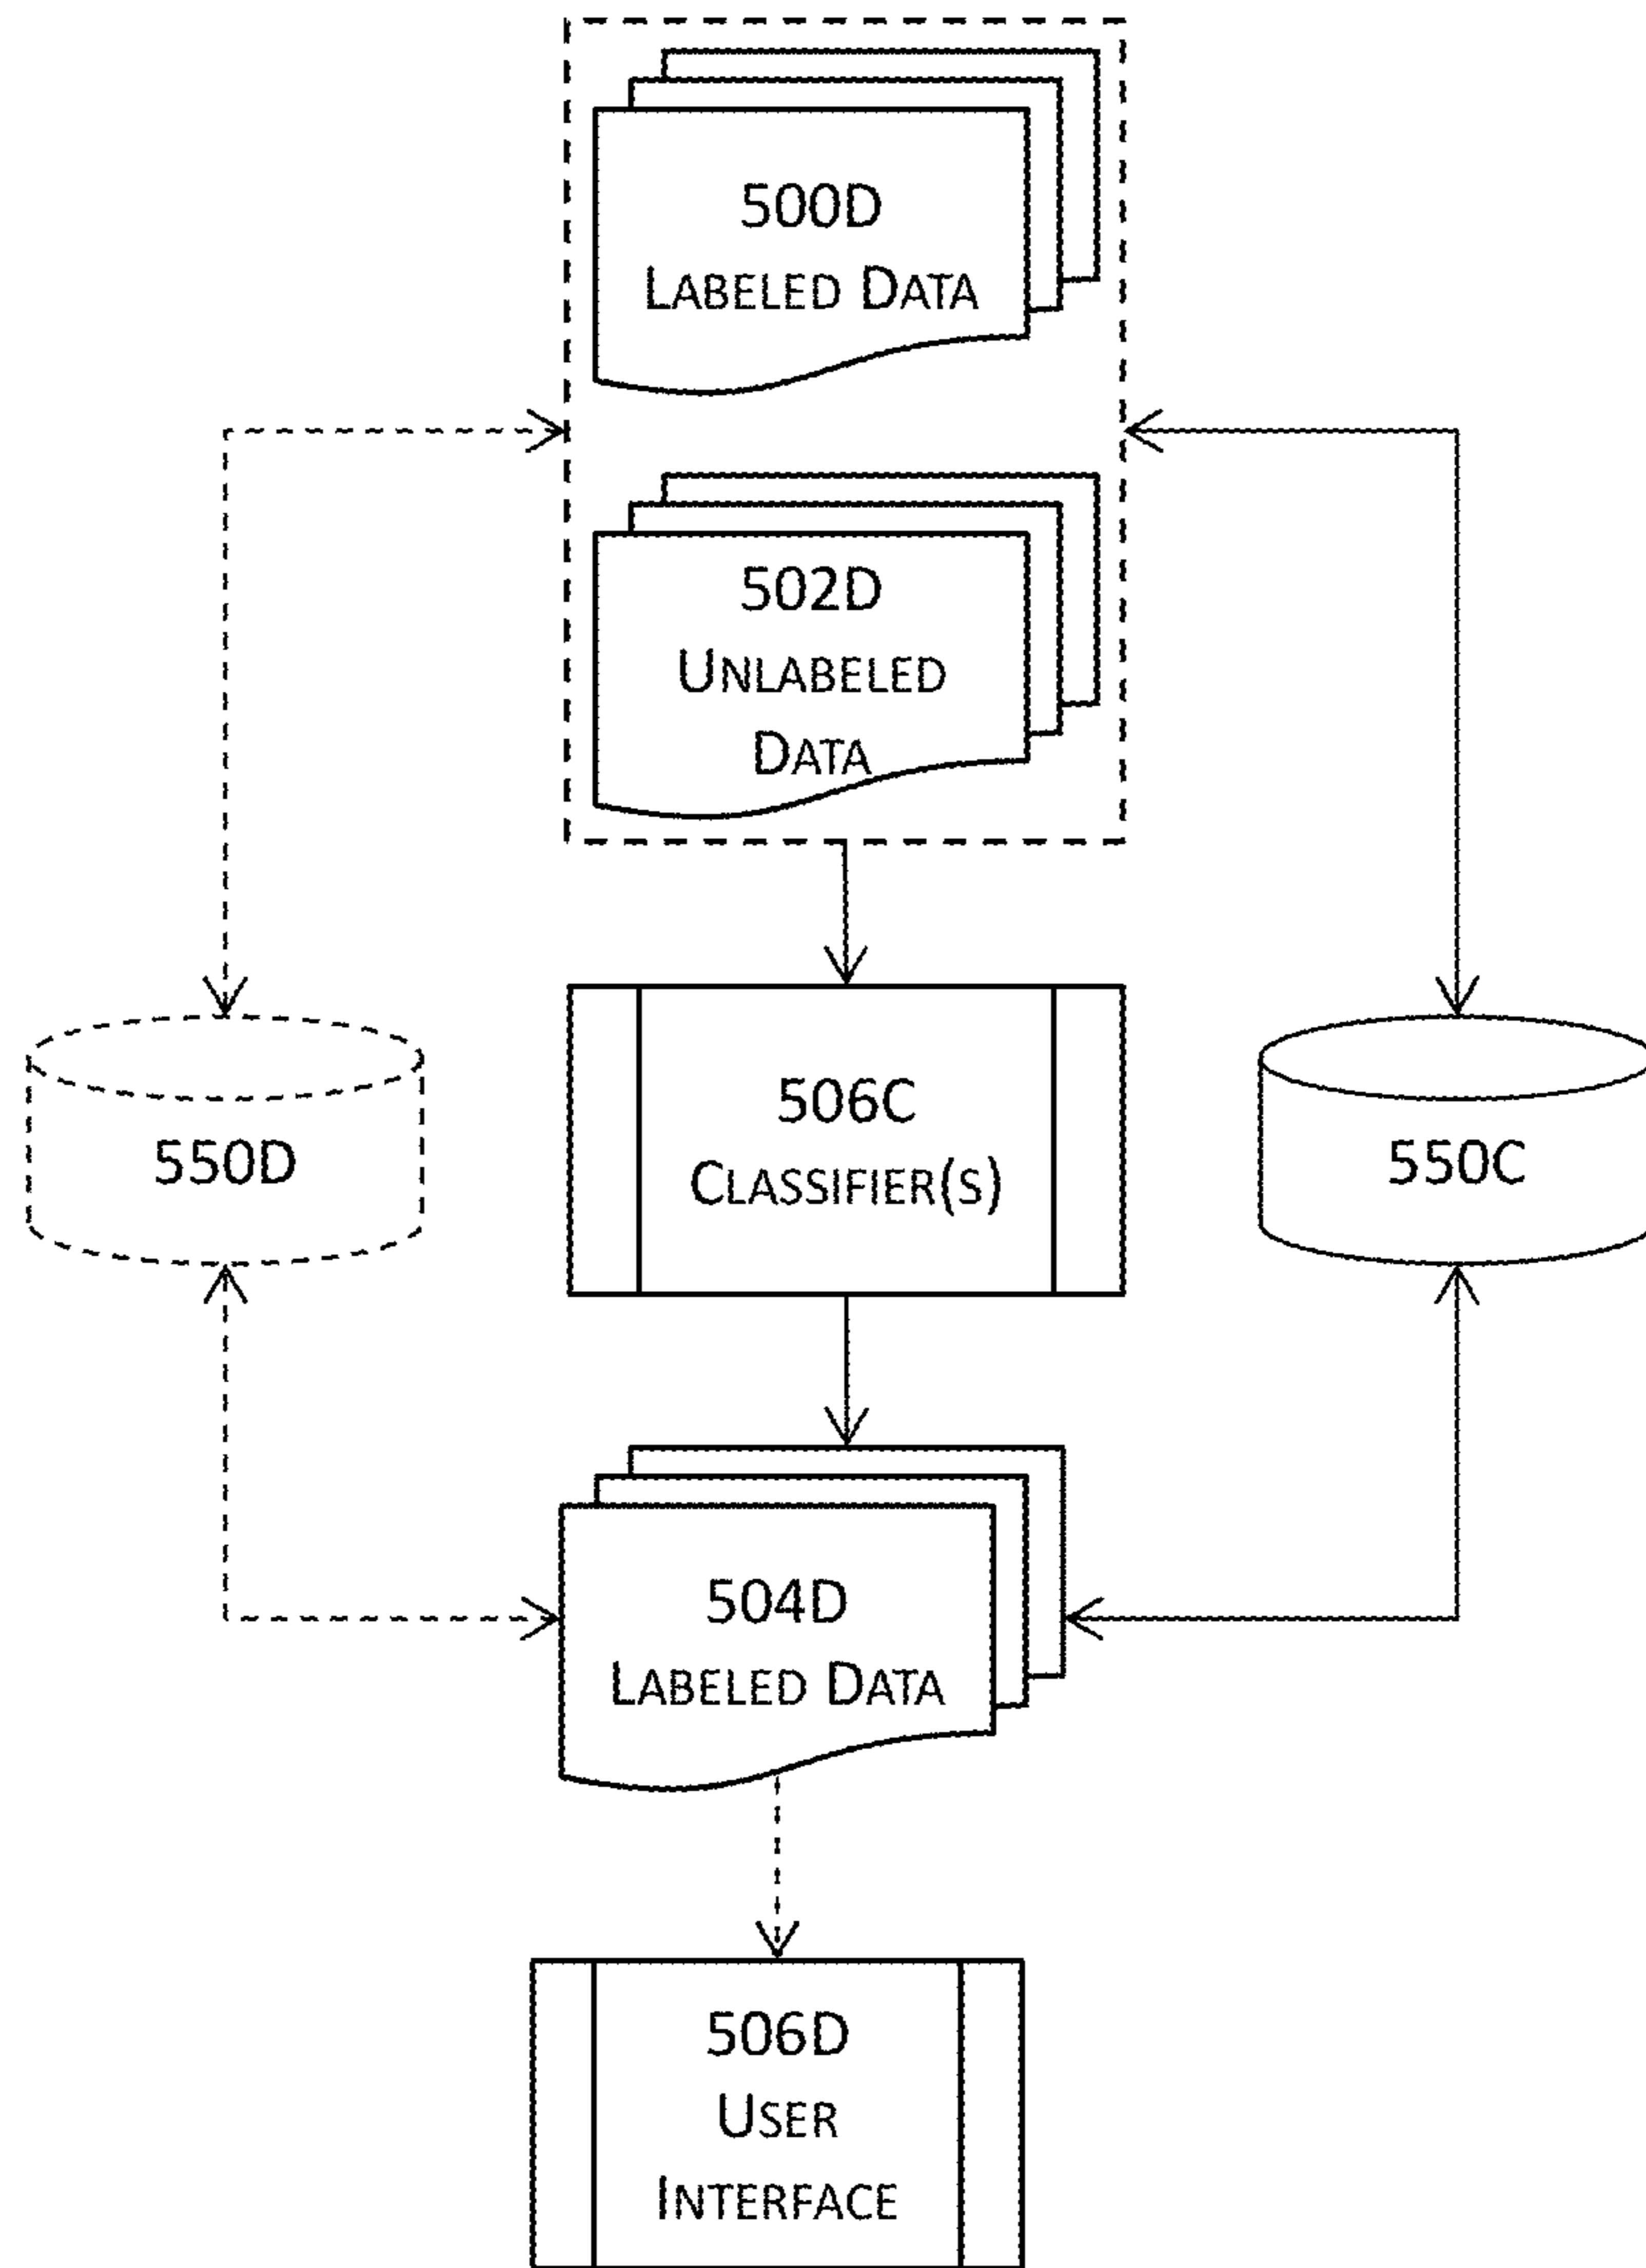 500D
LABELED DATA
502D
UNLABELED
DATA
506C
CLASSIFIER(S)
550D
550C
504D
LABELED DATA
506D
USER
INTERFACE